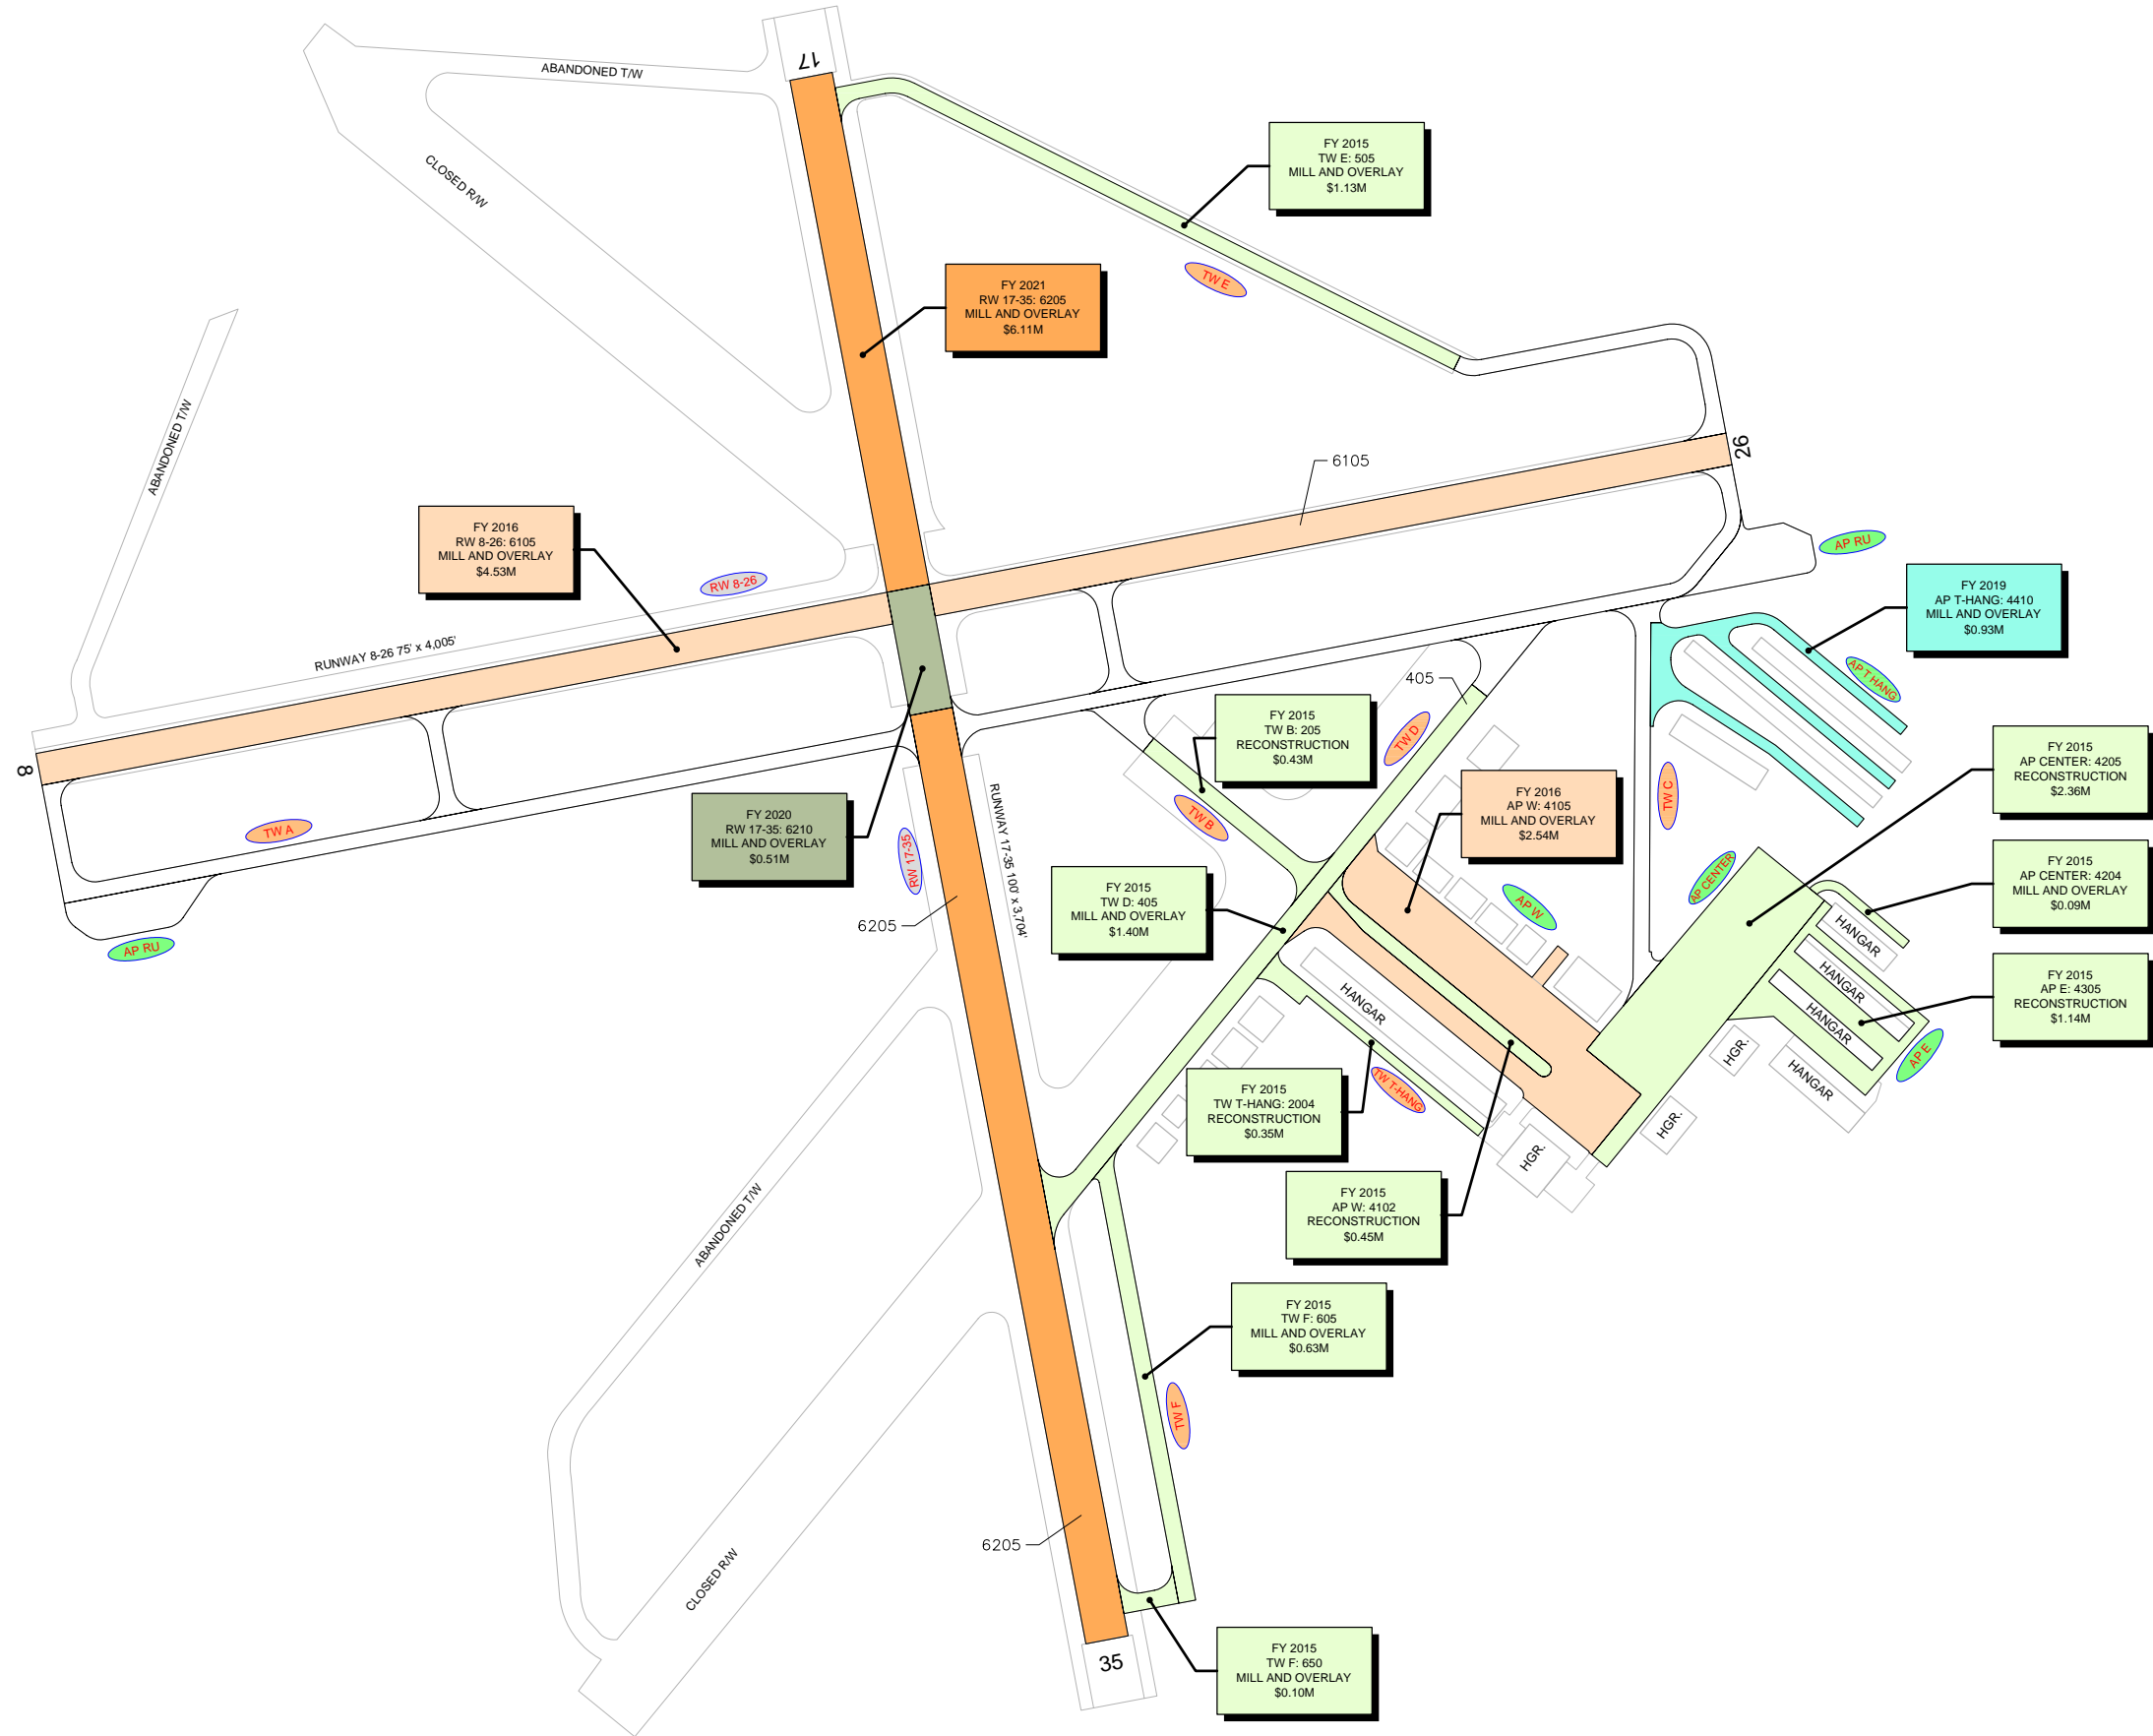 17
ABANDONED T/W
CLOSED R/W
FY 2015
TW E: 505
MILL AND OVERLAY
$1.13M
TW E
FY 2021
RW 17-35: 6205
MILL AND OVERLAY
$6.11M
ABANDONED T/W
26
6105
FY 2016
RW 8-26: 6105
MILL AND OVERLAY
$4.53M
RW 8-26
RUNWAY 8-26 75' x 4,005'
AP RU
FY 2019
AP T-HANG: 4410
MILL AND OVERLAY
$0.93M
AP T HANG
405
FY 2015
TW B: 205
RECONSTRUCTION
$0.43M
TW D
TW B
8
TW A
AP RU
FY 2020
RW 17-35: 6210
MILL AND OVERLAY
$0.51M
RW 17-35
RUNWAY 17-35 100' x 3,704'
6205
FY 2016
AP W: 4105
MILL AND OVERLAY
$2.54M
TW C
FY 2015
AP CENTER: 4205
RECONSTRUCTION
$2.36M
AP CENTER
FY 2015
AP CENTER: 4204
MILL AND OVERLAY
$0.09M
FY 2015
TW D: 405
MILL AND OVERLAY
$1.40M
AP W
HANGAR
HANGAR
HANGAR
HANGAR
HANGAR
FY 2015
AP E: 4305
RECONSTRUCTION
$1.14M
AP E
HGR.
HGR.
HGR.
FY 2015
TW T-HANG: 2004
RECONSTRUCTION
$0.35M
TW T-HANG
FY 2015
AP W: 4102
RECONSTRUCTION
$0.45M
ABANDONED T/W
FY 2015
TW F: 605
MILL AND OVERLAY
$0.63M
TW F
6205
CLOSED R/W
35
FY 2015
TW F: 650
MILL AND OVERLAY
$0.10M